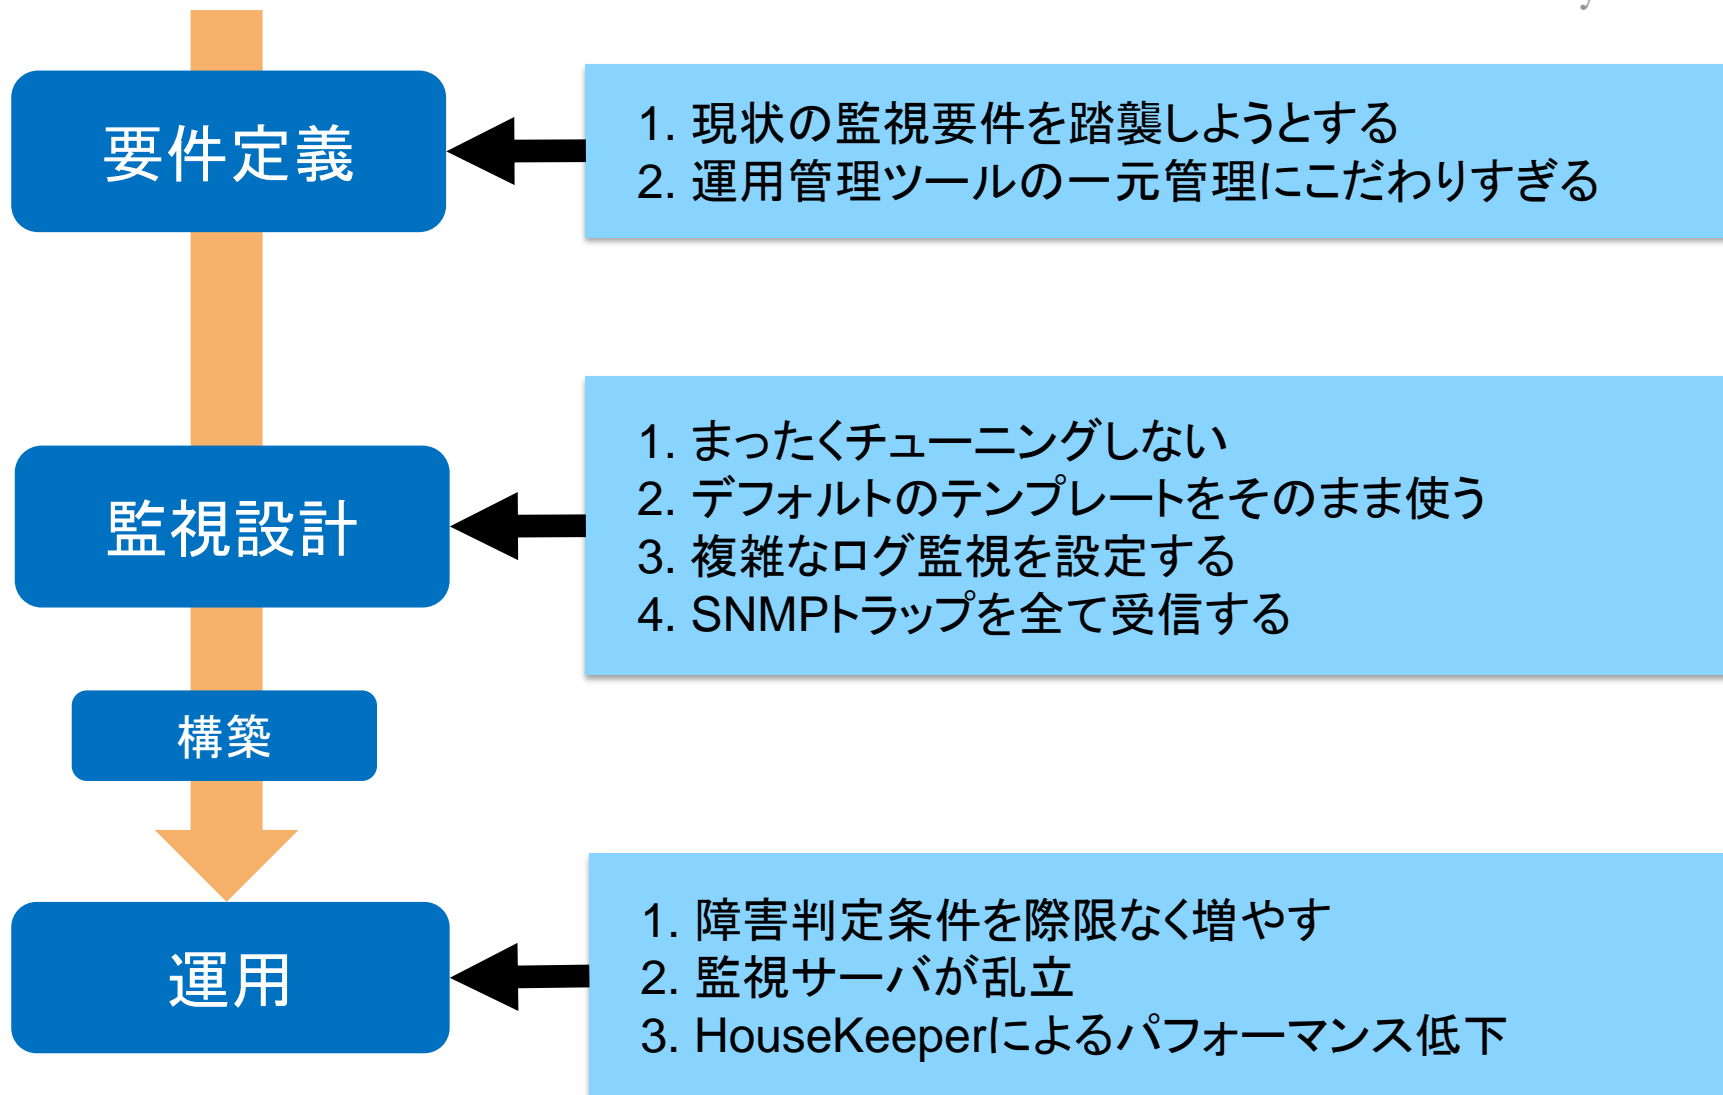 要件定義
1. 現状の監視要件を踏襲しようとする
2. 運用管理ツールの一元管理にこだわりすぎる
監視設計
1. まったくチューニングしない
2. デフォルトのテンプレートをそのまま使う
3. 複雑なログ監視を設定する
4. SNMPトラップを全て受信する
構築
運用
1. 障害判定条件を際限なく増やす
2. 監視サーバが乱立
3. HouseKeeperによるパフォーマンス低下